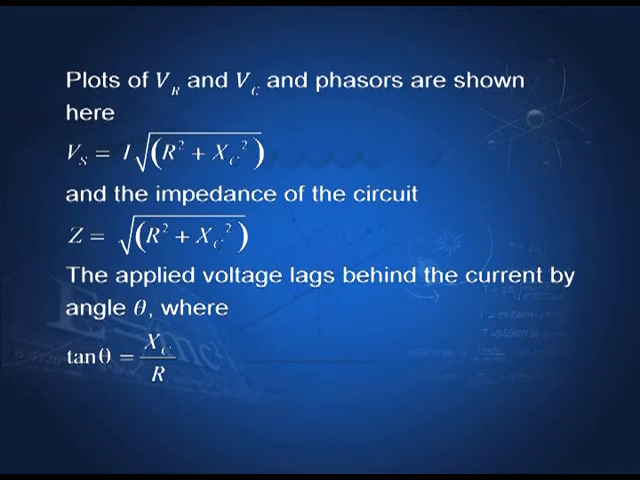 Plots of V_R and V_C and phasors are shown
here
V_S = I√(R² + X_C²)
and the impedance of the circuit
Z = √(R² + X_C²)
The applied voltage lags behind the current by
angle θ, where
tanθ = X_C / R